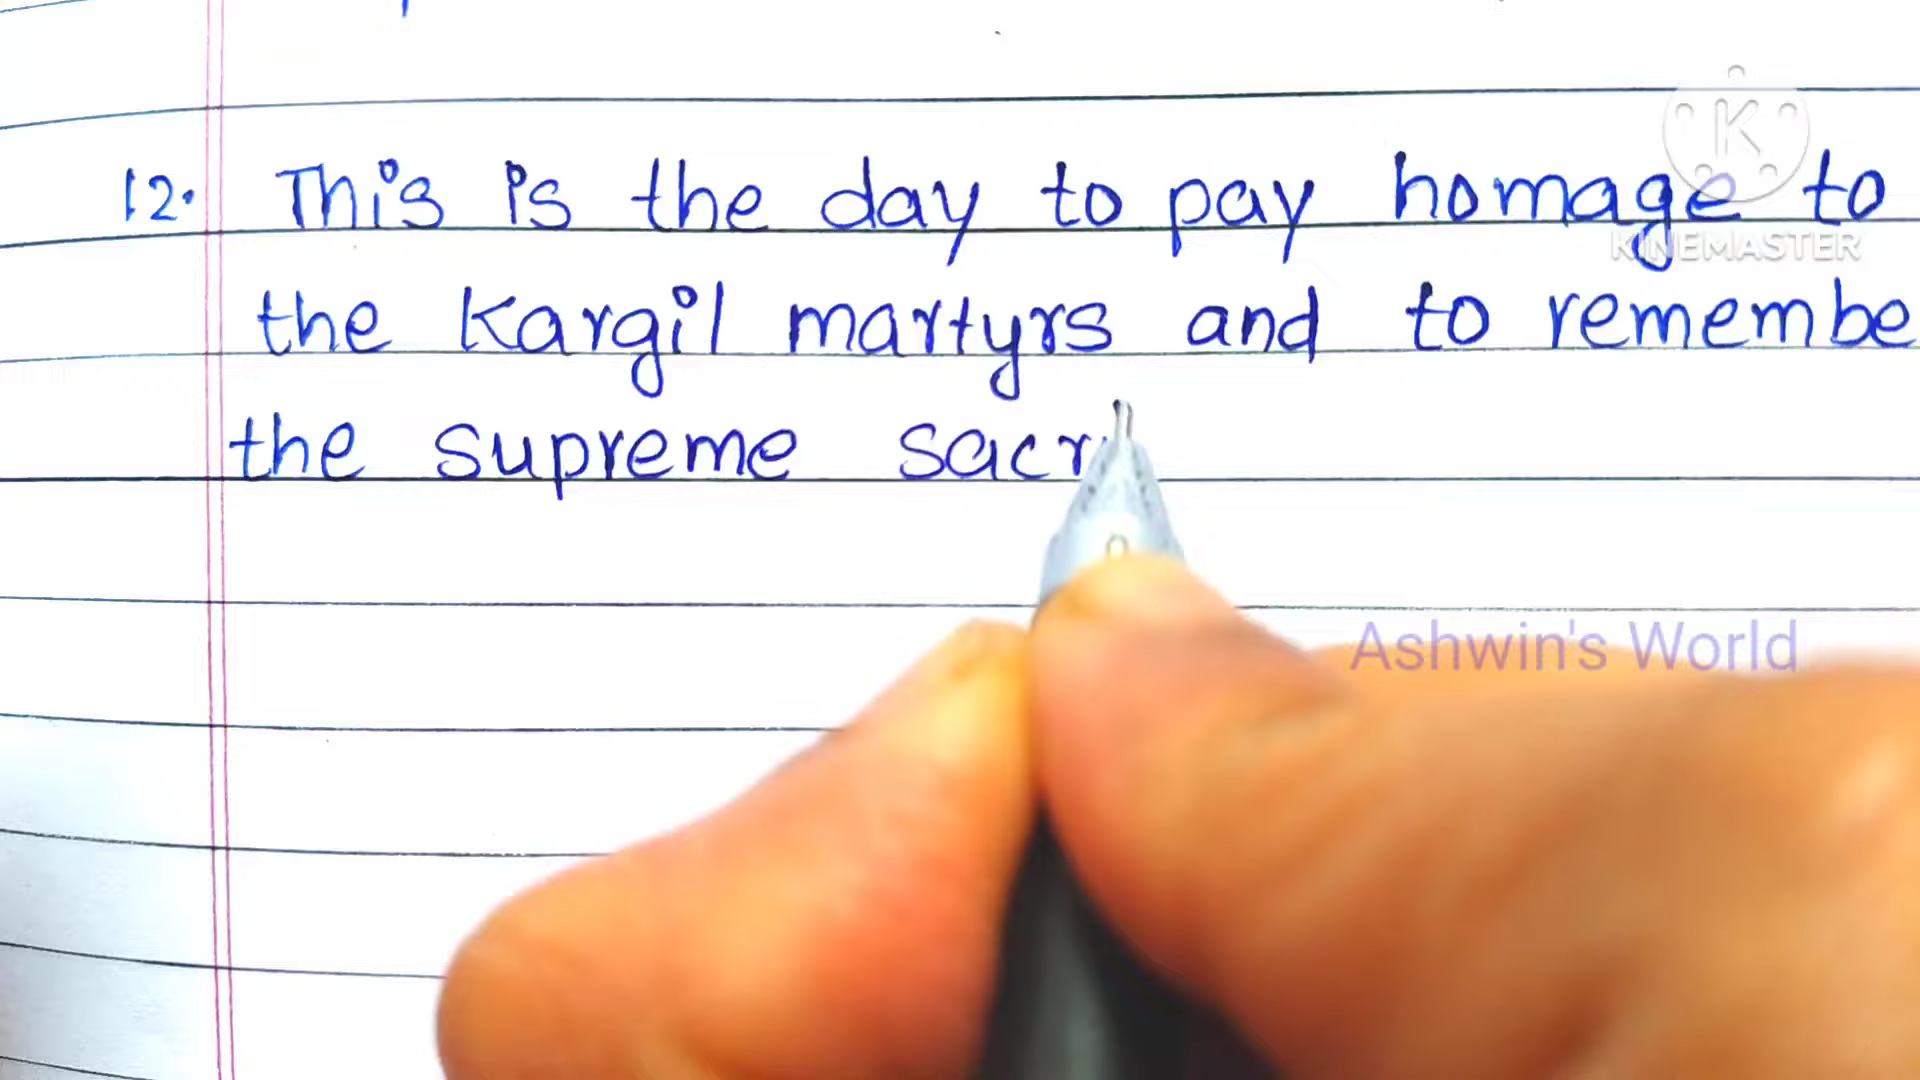 12. This is the day to pay homage to
the Kargil martyrs and to remembe
the supreme sacr
KINEMASTER
Ashwin's World